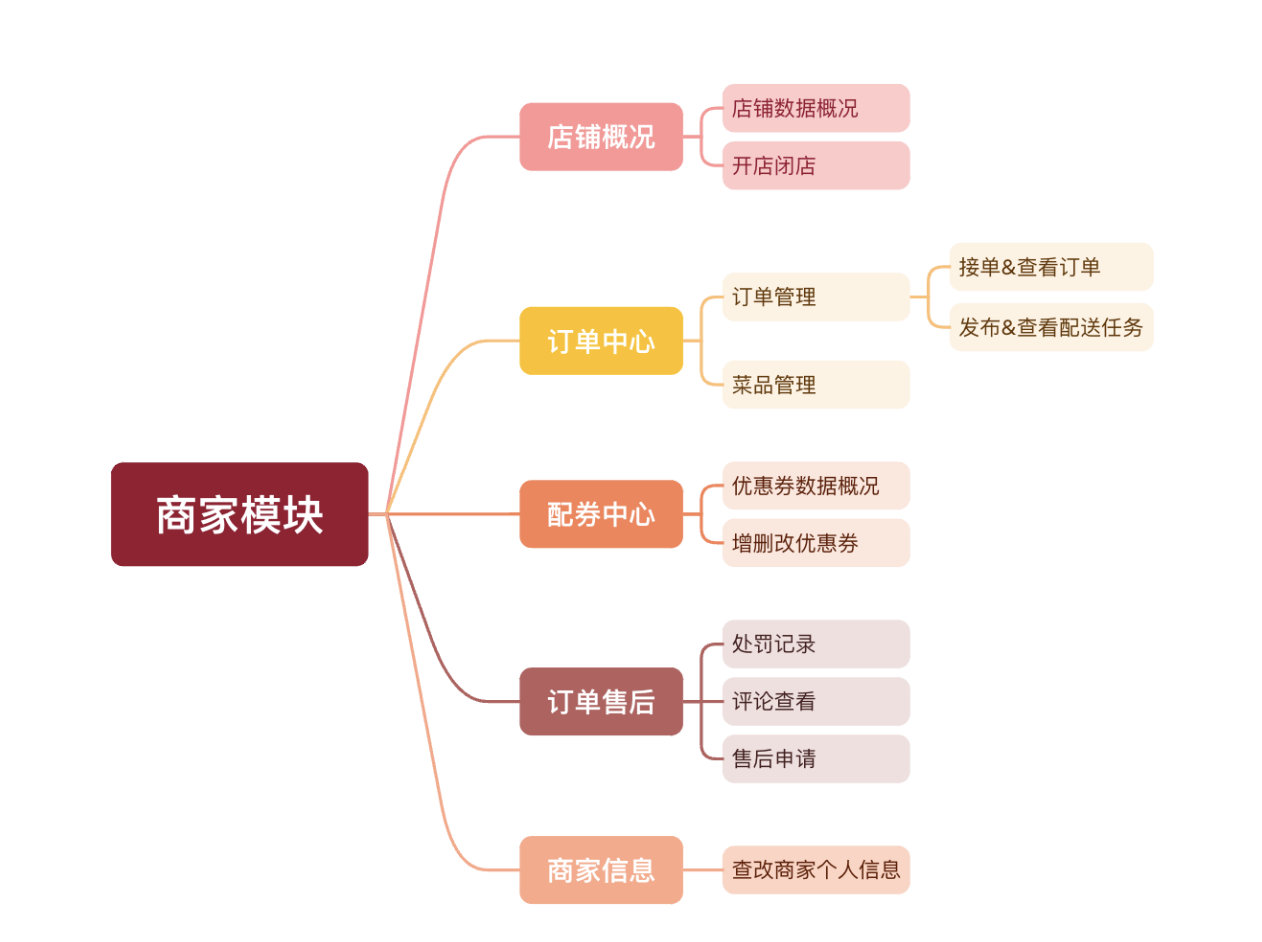 商家模块
店铺概况
店铺数据概况
开店闭店
订单中心
订单管理
接单&查看订单
发布&查看配送任务
菜品管理
配券中心
优惠券数据概况
增删改优惠券
订单售后
处罚记录
评论查看
售后申请
商家信息
查改商家个人信息